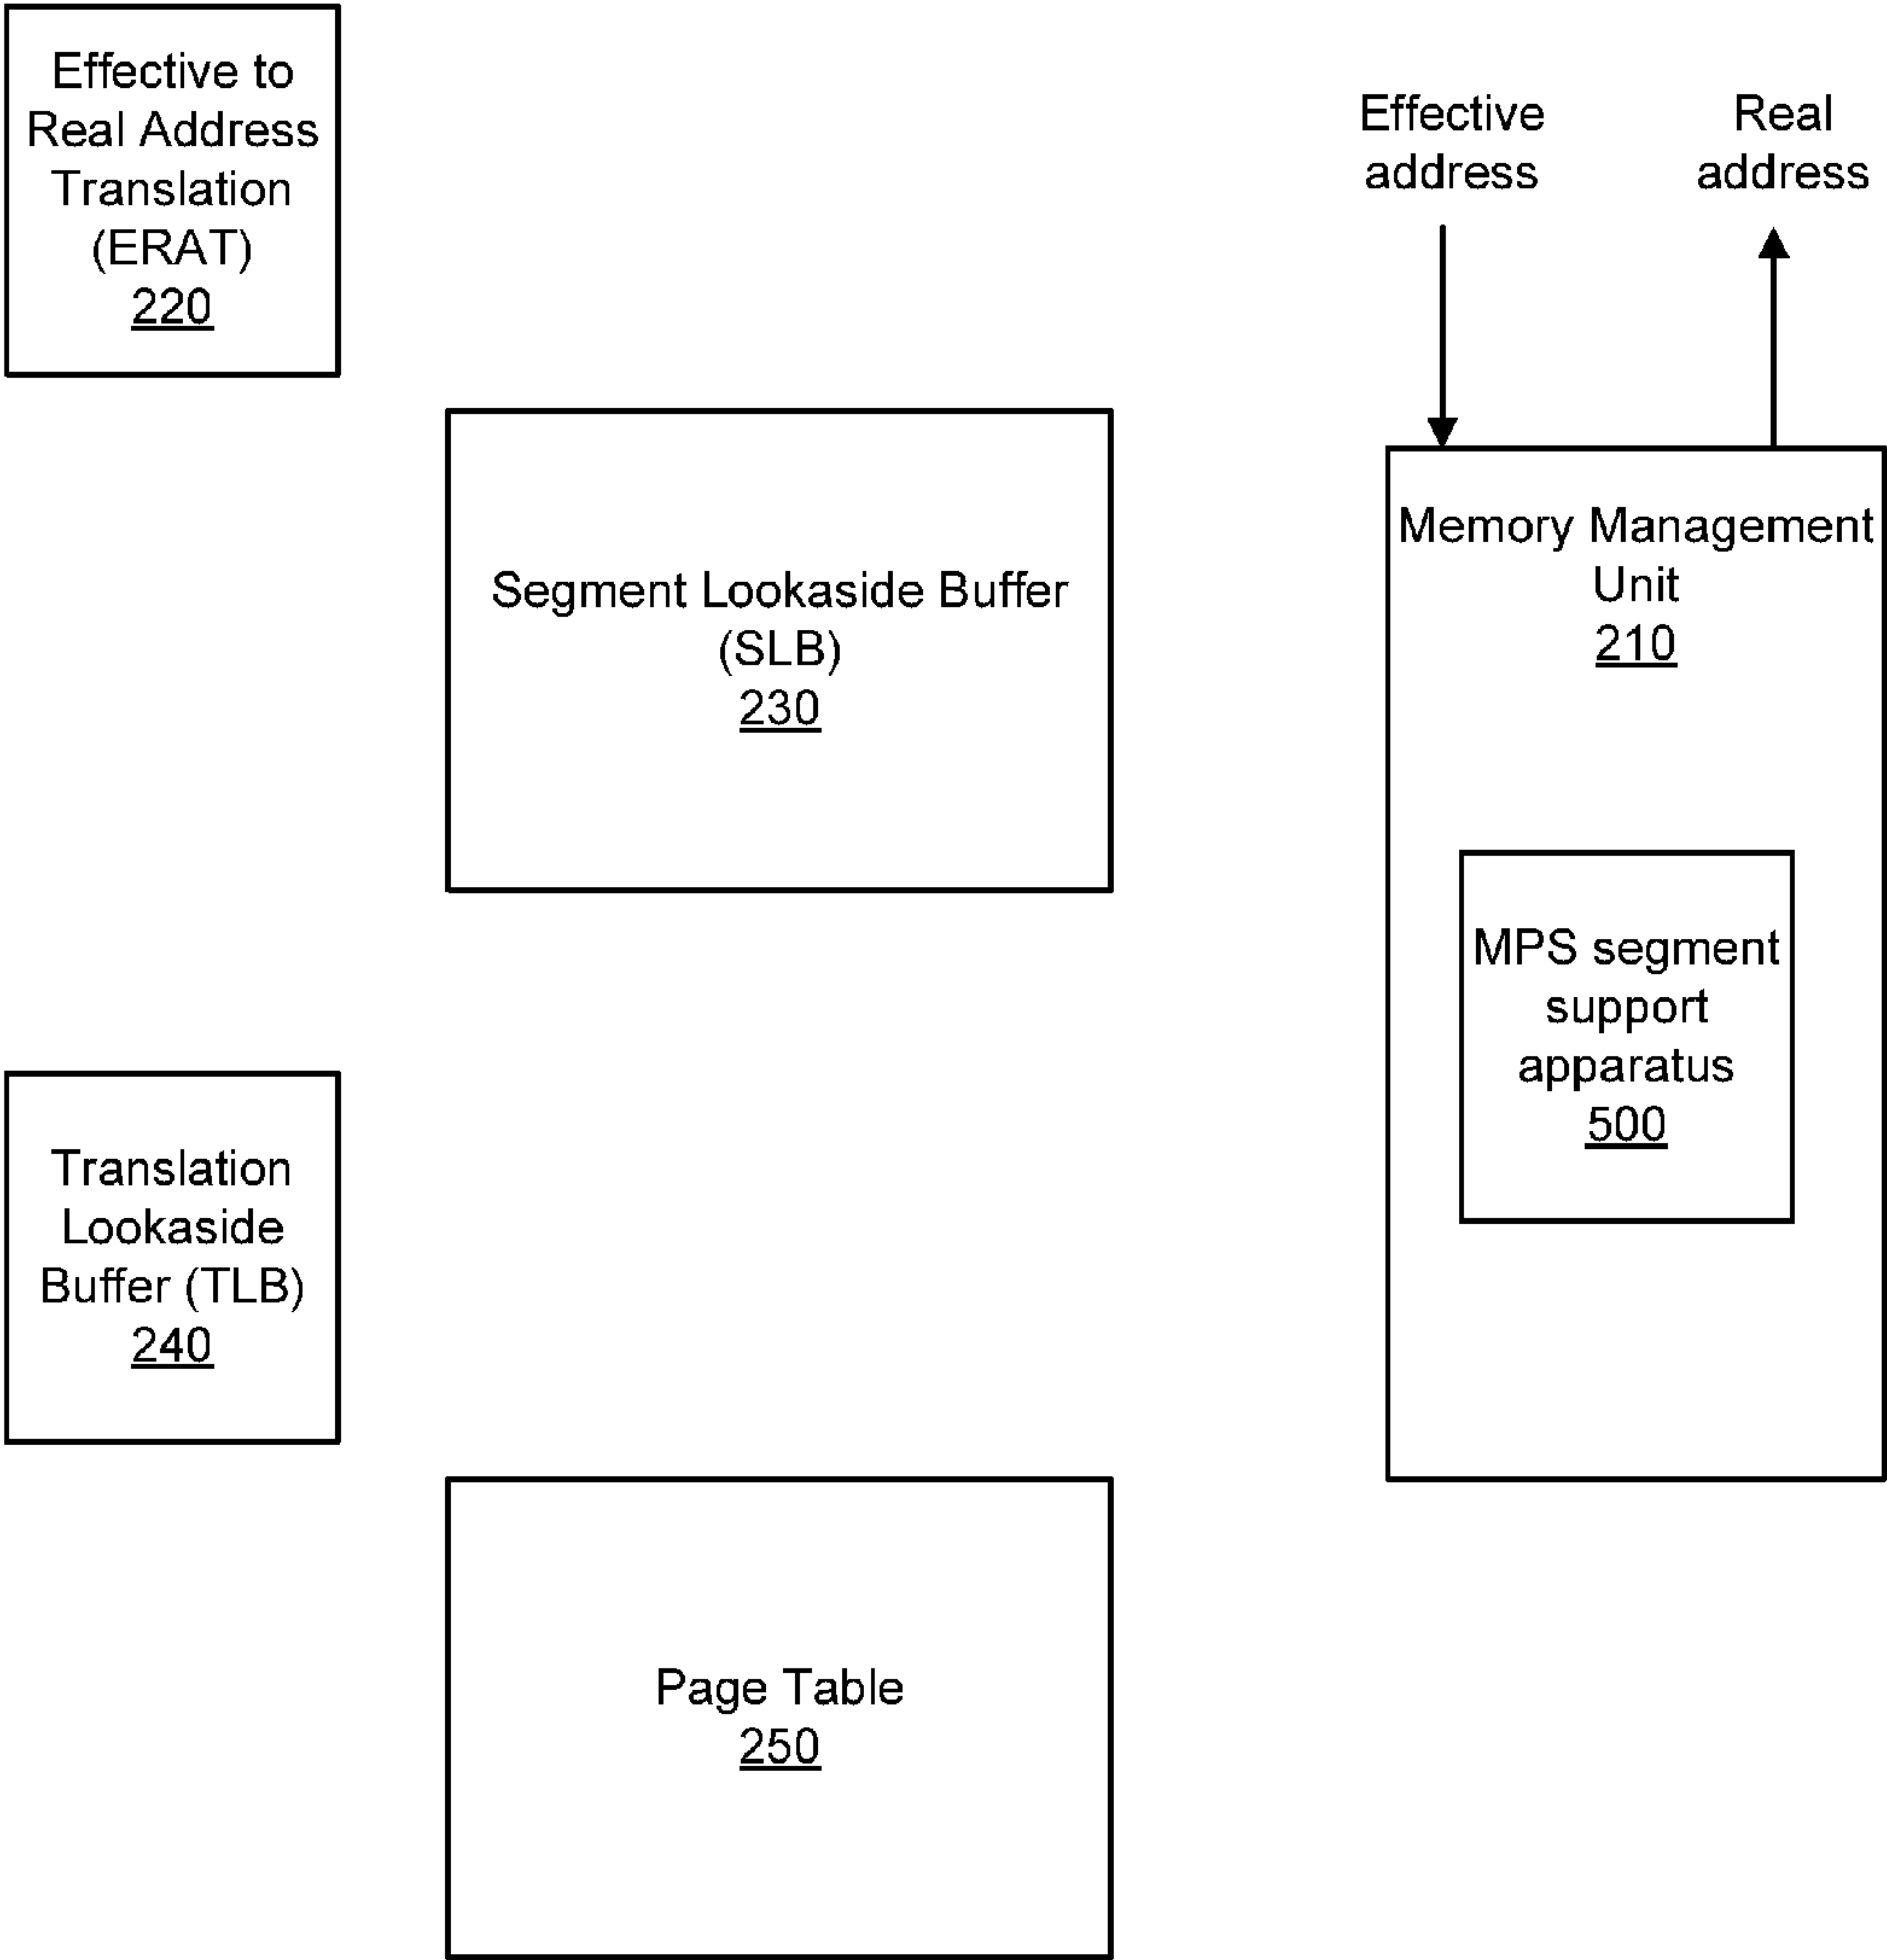 Effective to
Real Address
Translation
(ERAT)
220
Effective
address
Real
address
Segment Lookaside Buffer
(SLB)
230
Memory Management
Unit
210
MPS segment
support
apparatus
500
Translation
Lookaside
Buffer (TLB)
240
Page Table
250